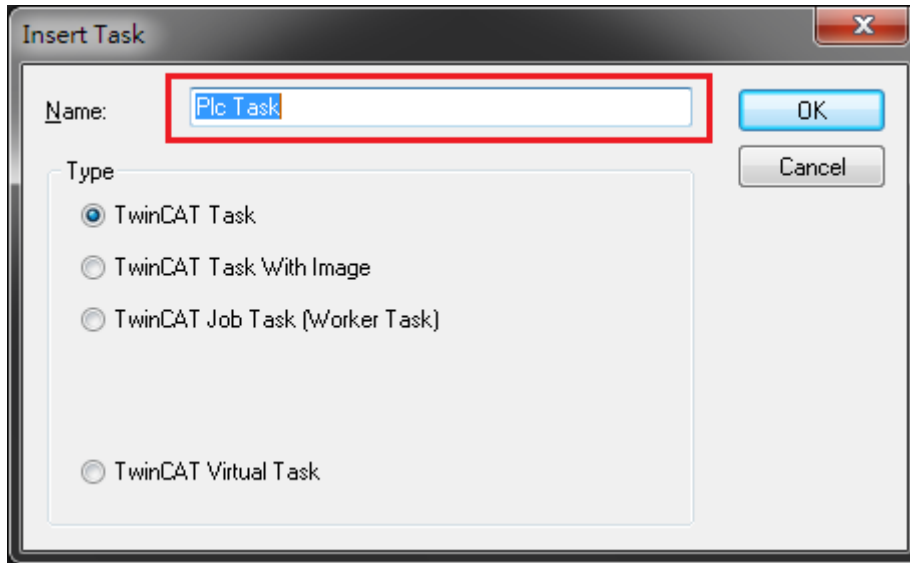 Insert Task
Name:
Plc Task
OK
Cancel
Type
TwinCAT Task
TwinCAT Task With Image
TwinCAT Job Task (Worker Task)
TwinCAT Virtual Task